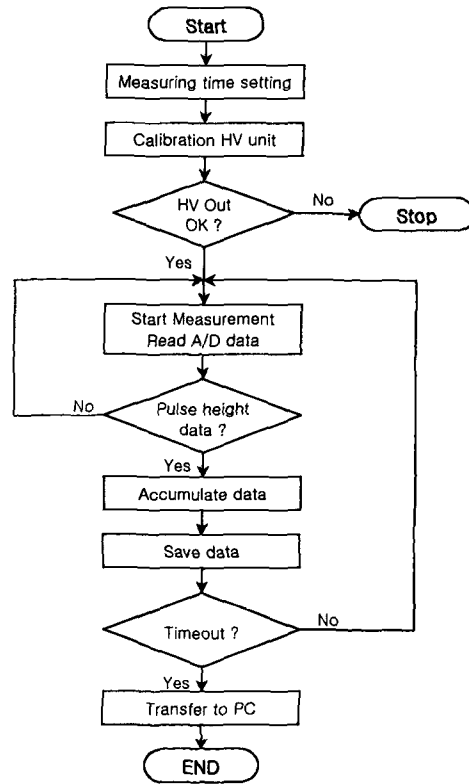 Start
Measuring time setting
Calibration HV unit
HV Out
OK ?
No
Stop
Yes
Start Measurement
Read A/D data
Pulse height
data ?
No
Yes
Accumulate data
Save data
Timeout ?
No
Yes
Transfer to PC
END